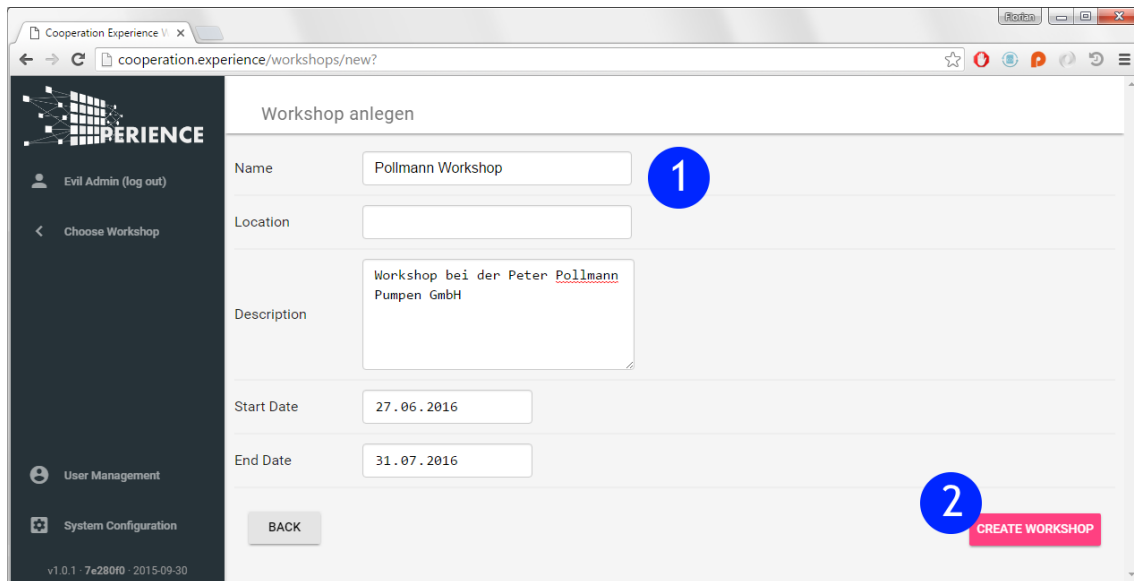 Florian
Cooperation Experience W
cooperation.experience/workshops/new?
PERIENCE
Evil Admin (log out)
Choose Workshop
User Management
System Configuration
v1.0.1 · 7e280f0 · 2015-09-30
Workshop anlegen
Name
Pollmann Workshop
1
Location
Description
Workshop bei der Peter Pollmann
Pumpen GmbH
Start Date
27.06.2016
End Date
31.07.2016
BACK
2
CREATE WORKSHOP